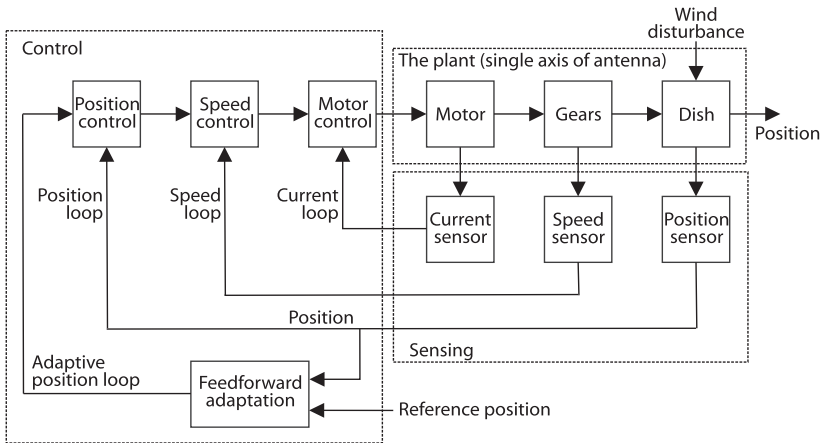 Wind
disturbance
Control
The plant (single axis of antenna)
Position
control
Speed
control
Motor
control
Motor
Gears
Dish
Position
Position
loop
Speed
loop
Current
loop
Current
sensor
Speed
sensor
Position
sensor
Position
Sensing
Adaptive
position loop
Feedforward
adaptation
Reference position